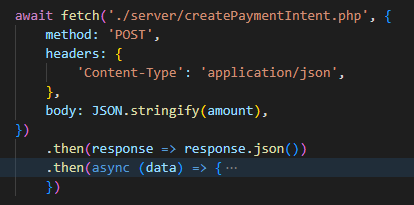 await fetch('./server/createPaymentIntent.php', {
    method: 'POST',
    headers: {
        'Content-Type': 'application/json',
    },
    body: JSON.stringify(amount),
})
    .then(response => response.json())
    .then(async (data) => {⋯
    })